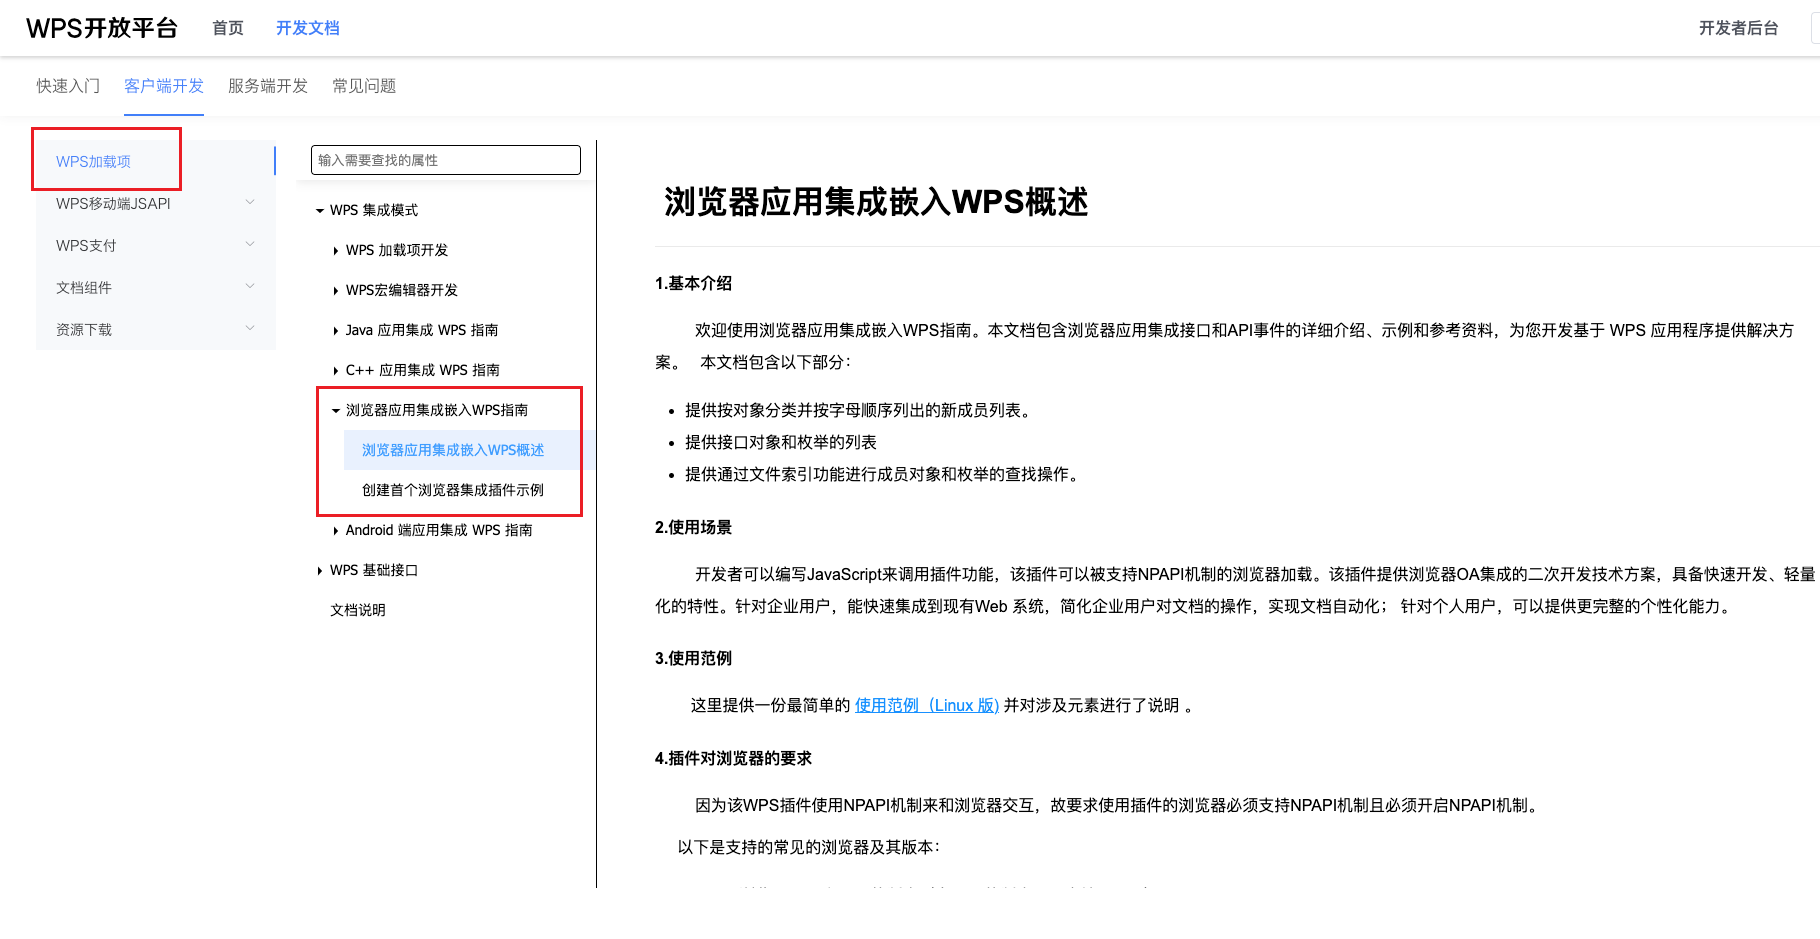 WPS开放平台
首页
开发文档
开发者后台
快速入门
客户端开发
服务端开发
常见问题
WPS加载项
WPS移动端JSAPI
WPS支付
文档组件
资源下载
输入需要查找的属性
WPS 集成模式
WPS 加载项开发
WPS宏编辑器开发
Java 应用集成 WPS 指南
C++ 应用集成 WPS 指南
浏览器应用集成嵌入WPS指南
浏览器应用集成嵌入WPS概述
创建首个浏览器集成插件示例
Android 端应用集成 WPS 指南
WPS 基础接口
文档说明
浏览器应用集成嵌入WPS概述
1.基本介绍
欢迎使用浏览器应用集成嵌入WPS指南。本文档包含浏览器应用集成接口和API事件的详细介绍、示例和参考资料，为您开发基于 WPS 应用程序提供解决方
案。 本文档包含以下部分：
• 提供按对象分类并按字母顺序列出的新成员列表。
• 提供接口对象和枚举的列表
• 提供通过文件索引功能进行成员对象和枚举的查找操作。
2.使用场景
开发者可以编写JavaScript来调用插件功能，该插件可以被支持NPAPI机制的浏览器加载。该插件提供浏览器OA集成的二次开发技术方案，具备快速开发、轻量
化的特性。针对企业用户，能快速集成到现有Web 系统，简化企业用户对文档的操作，实现文档自动化； 针对个人用户，可以提供更完整的个性化能力。
3.使用范例
这里提供一份最简单的 使用范例（Linux 版) 并对涉及元素进行了说明 。
4.插件对浏览器的要求
因为该WPS插件使用NPAPI机制来和浏览器交互，故要求使用插件的浏览器必须支持NPAPI机制且必须开启NPAPI机制。
以下是支持的常见的浏览器及其版本：